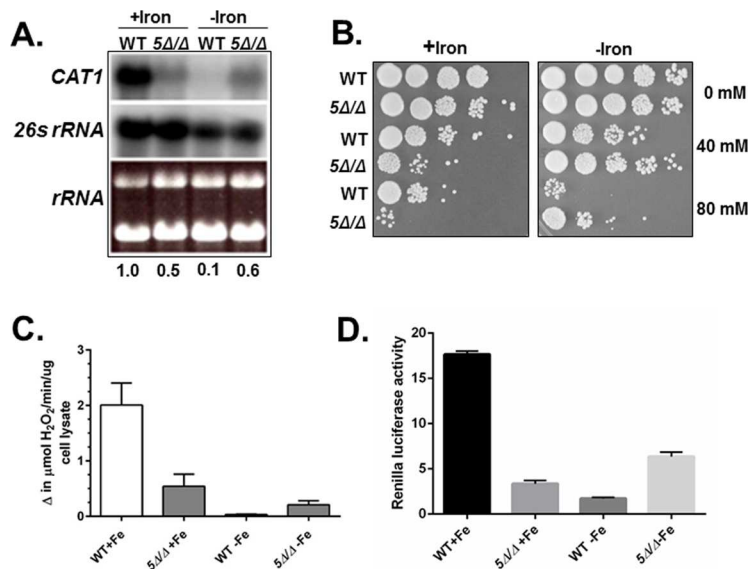 A.
+Iron -Iron
WT 5Δ/Δ WT 5Δ/Δ
CAT1
26s rRNA
rRNA
1.0 0.5 0.1 0.6
B.
+Iron -Iron
WT
5Δ/Δ
0 mM
WT
5Δ/Δ
40 mM
WT
5Δ/Δ
80 mM
C.
Δ in μmol H₂O₂/min/ug
cell lysate
3
2
1
0
WT+Fe
5Δ/Δ +Fe
WT -Fe
5Δ/Δ -Fe
D.
Renilla luciferase activity
20
15
10
5
0
WT+Fe
5Δ/Δ +Fe
WT -Fe
5Δ/Δ-Fe